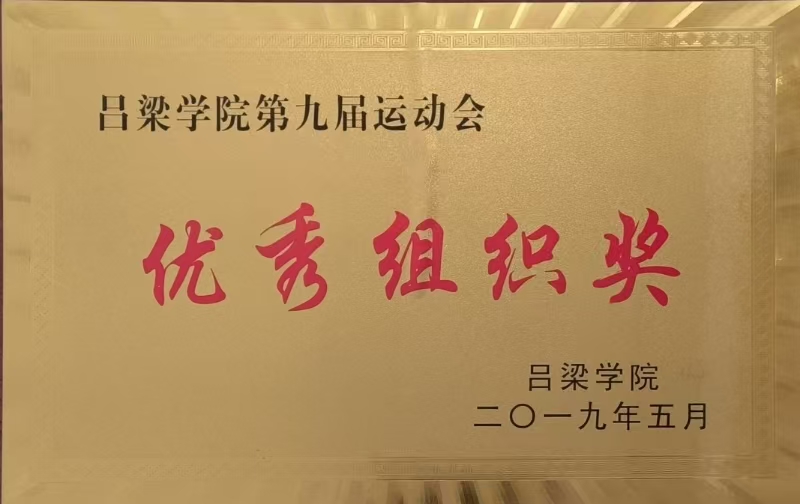 吕梁学院第九届运动会
优秀组织奖
吕梁学院
二〇一九年五月